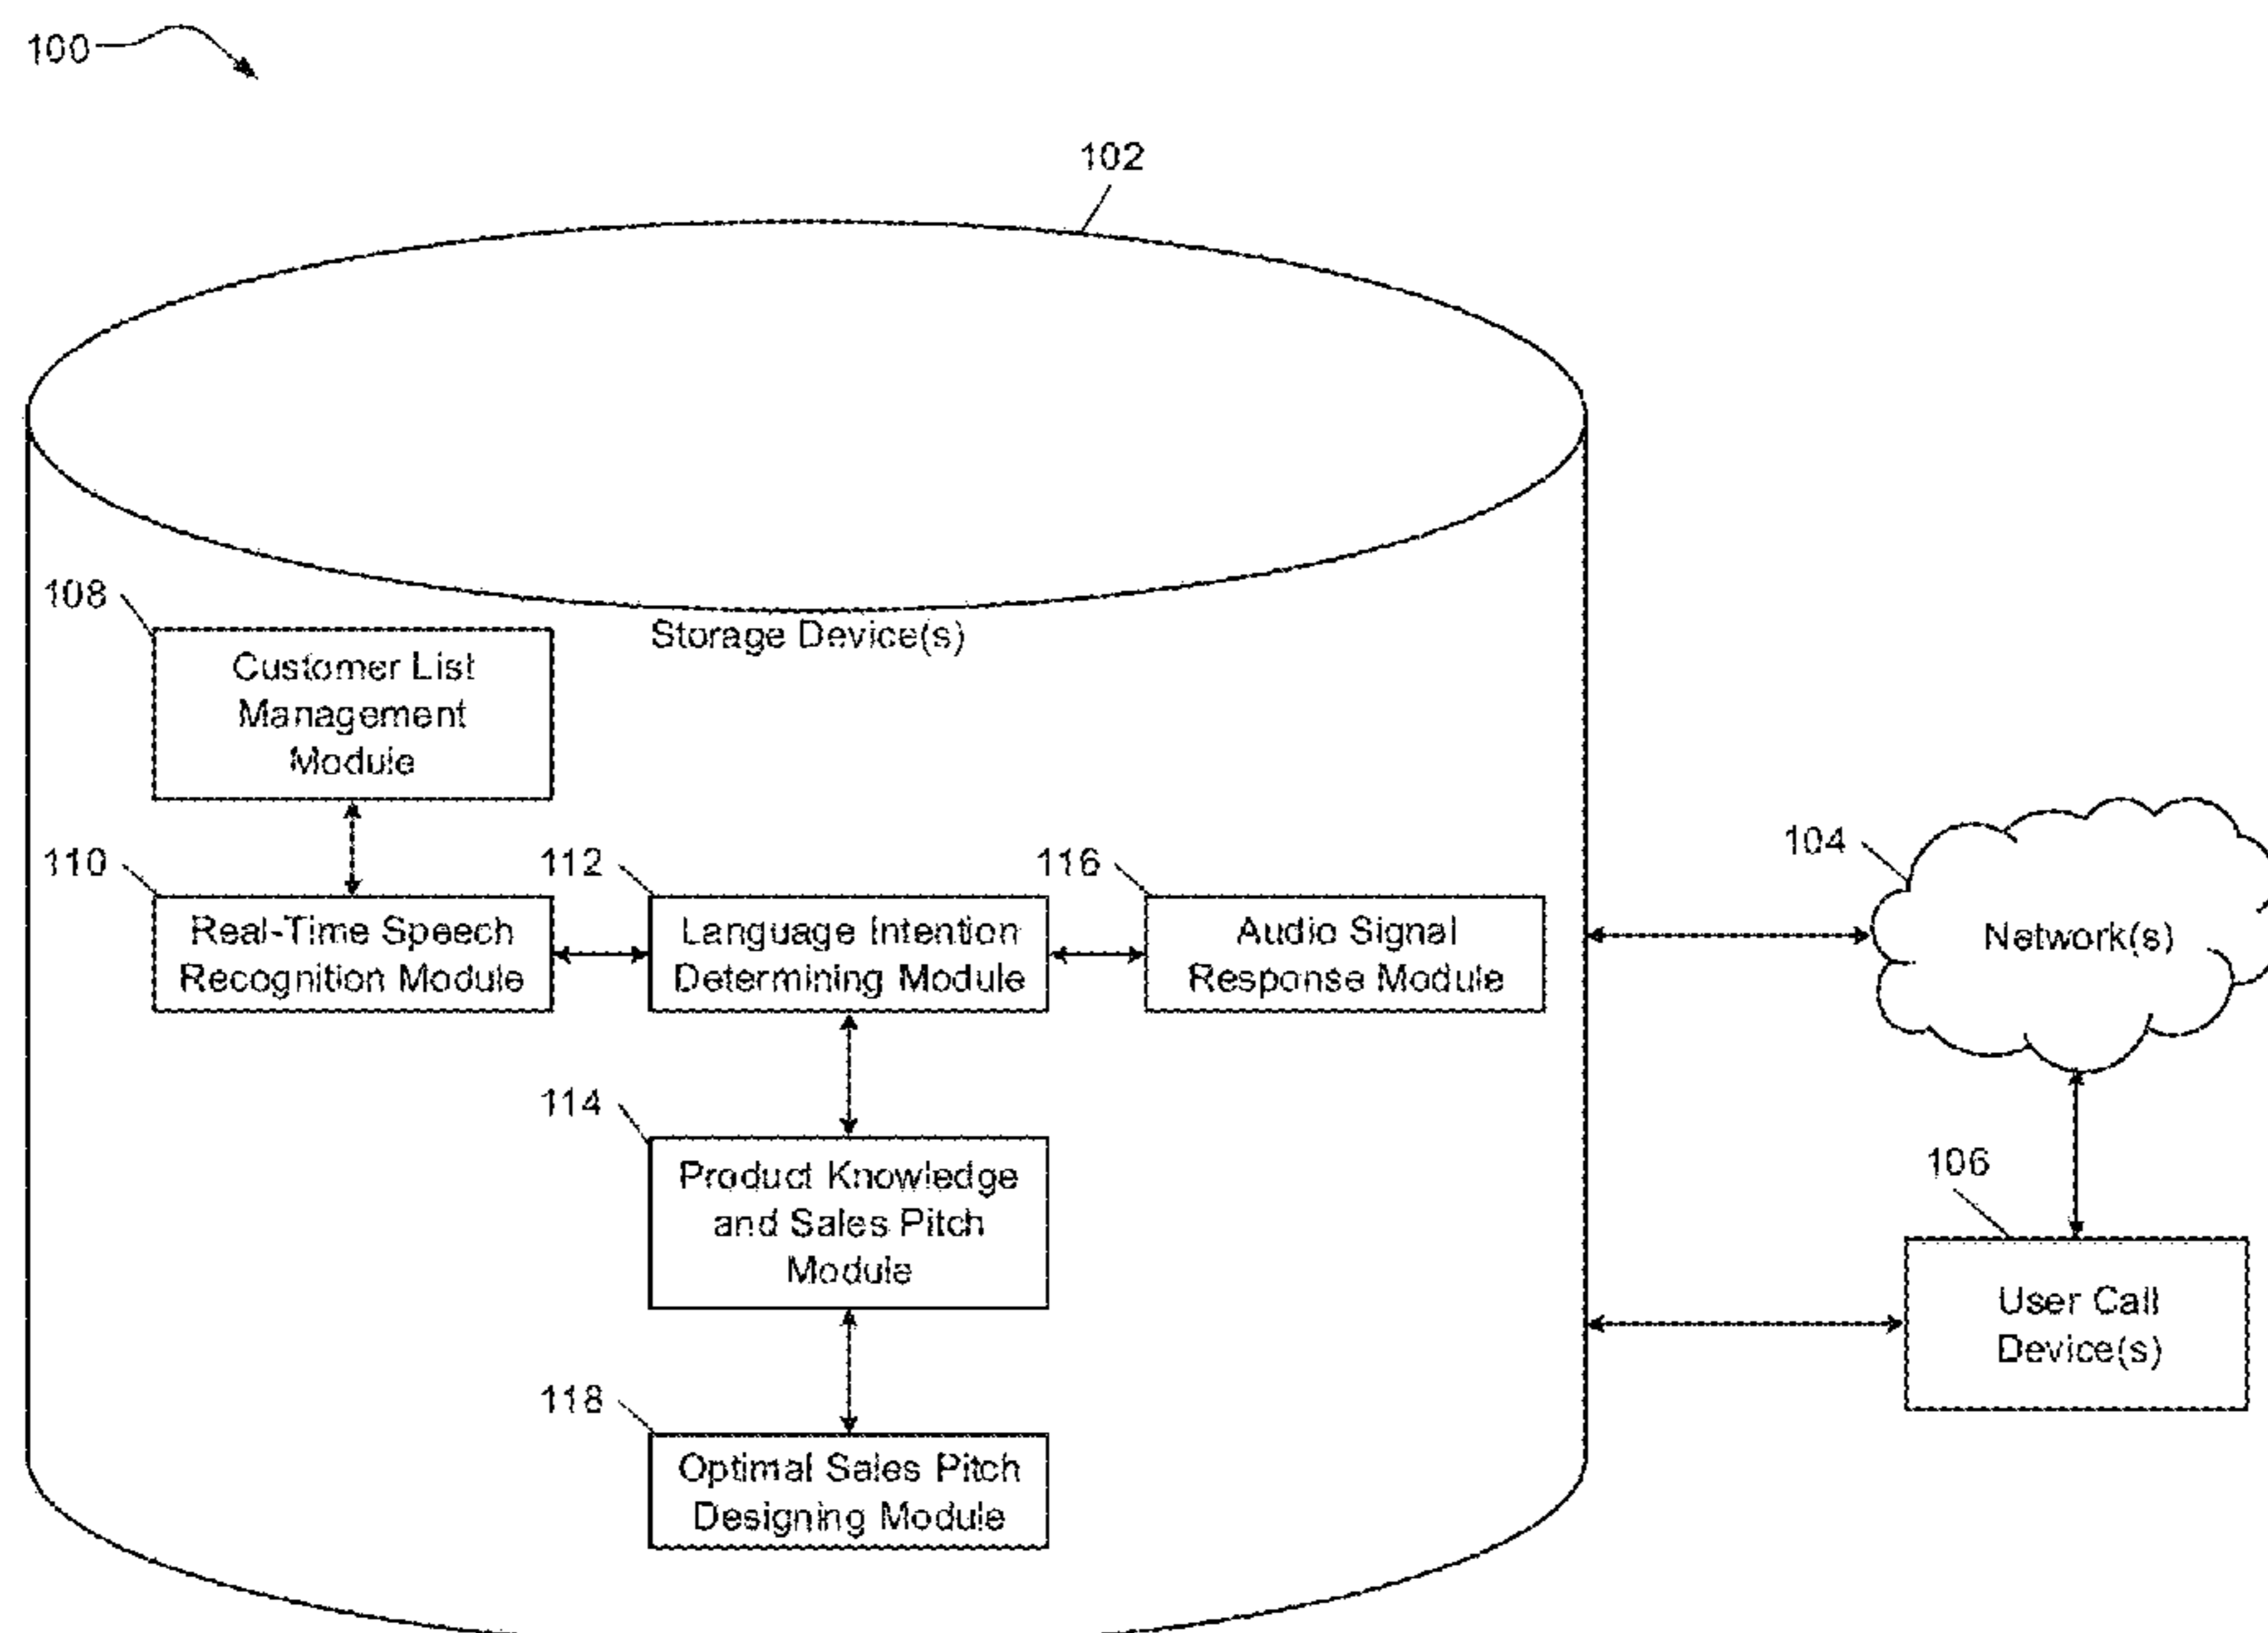 100
102
Storage Device(s)
108
Customer List
Management
Module
110
Real-Time Speech
Recognition Module
112
Language Intention
Determining Module
116
Audio Signal
Response Module
104
Network(s)
114
Product Knowledge
and Sales Pitch
Module
106
User Call
Device(s)
118
Optimal Sales Pitch
Designing Module